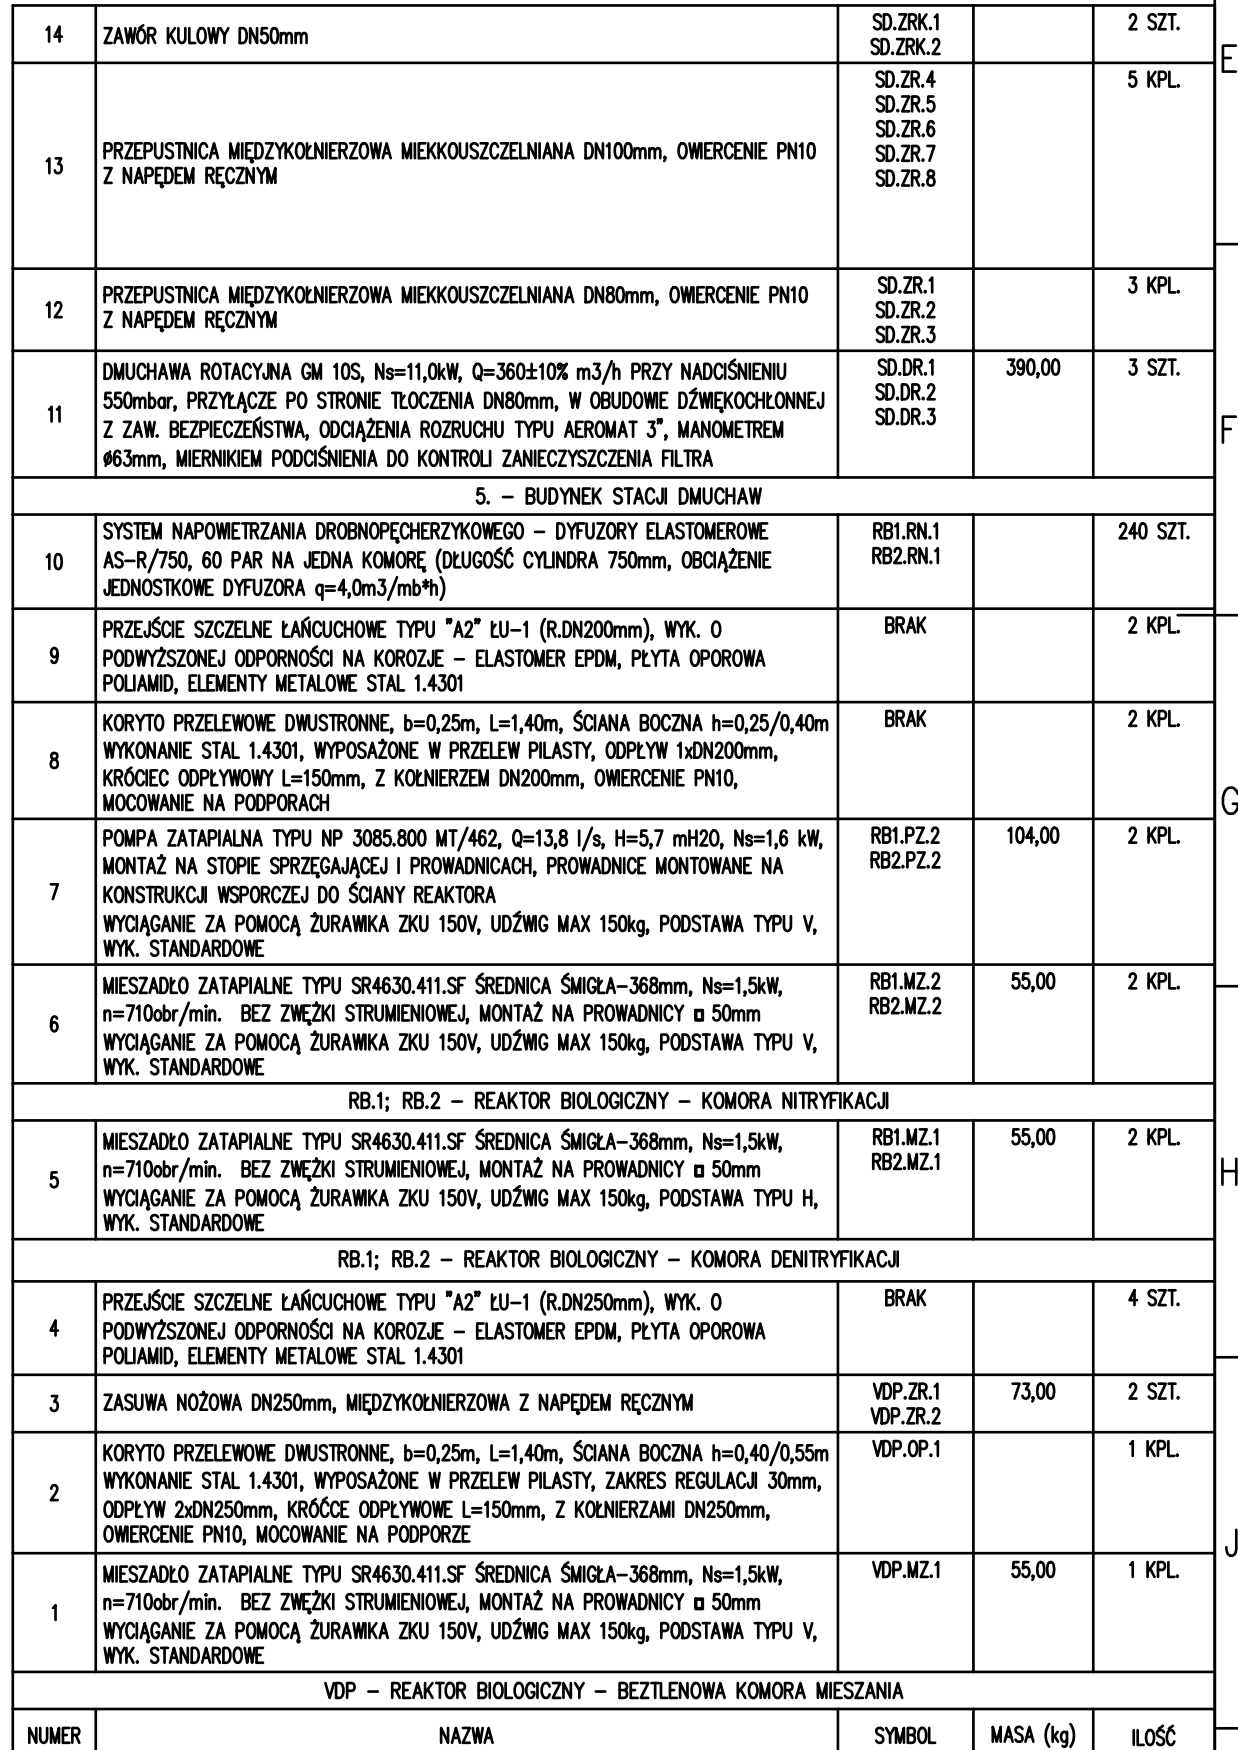 14 ZAWÓR KULOWY DN50mm SD.ZRK.1 2 SZT.
SD.ZRK.2
E
13 PRZEPUSTNICA MIĘDZYKOŁNIERZOWA MIEKKOUSZCZELNIANA DN100mm, OWIERCENIE PN10
Z NAPĘDEM RĘCZNYM
SD.ZR.4
SD.ZR.5
SD.ZR.6
SD.ZR.7
SD.ZR.8
5 KPL.
12 PRZEPUSTNICA MIĘDZYKOŁNIERZOWA MIEKKOUSZCZELNIANA DN80mm, OWIERCENIE PN10
Z NAPĘDEM RĘCZNYM
SD.ZR.1
SD.ZR.2
SD.ZR.3
3 KPL.
11 DMUCHAWA ROTACYJNA GM 10S, Ns=11,0kW, Q=360±10% m3/h PRZY NADCIŚNIENIU
550mbar, PRZYŁĄCZE PO STRONIE TŁOCZENIA DN80mm, W OBUDOWIE DŹWIĘKOCHŁONNEJ
Z ZAW. BEZPIECZEŃSTWA, ODCIĄŻENIA ROZRUCHU TYPU AEROMAT 3", MANOMETREM
ø63mm, MIERNIKIEM PODCIŚNIENIA DO KONTROLI ZANIECZYSZCZENIA FILTRA
SD.DR.1
SD.DR.2
SD.DR.3
390,00
3 SZT.
F
5. – BUDYNEK STACJI DMUCHAW
10 SYSTEM NAPOWIETRZANIA DROBNOPĘCHERZYKOWEGO – DYFUZORY ELASTOMEROWE
AS–R/750, 60 PAR NA JEDNA KOMORĘ (DŁUGOŚĆ CYLINDRA 750mm, OBCIĄŻENIE
JEDNOSTKOWE DYFUZORA q=4,0m3/mb*h)
RB1.RN.1
RB2.RN.1
240 SZT.
9 PRZEJŚCIE SZCZELNE ŁAŃCUCHOWE TYPU "A2" ŁU–1 (R.DN200mm), WYK. O
PODWYŻSZONEJ ODPORNOŚCI NA KOROZJE – ELASTOMER EPDM, PŁYTA OPOROWA
POLIAMID, ELEMENTY METALOWE STAL 1.4301
BRAK
2 KPL.
8 KORYTO PRZELEWOWE DWUSTRONNE, b=0,25m, L=1,40m, ŚCIANA BOCZNA h=0,25/0,40m
WYKONANIE STAL 1.4301, WYPOSAŻONE W PRZELEW PILASTY, ODPŁYW 1xDN200mm,
KRÓCIEC ODPŁYWOWY L=150mm, Z KOŁNIERZEM DN200mm, OWIERCENIE PN10,
MOCOWANIE NA PODPORACH
BRAK
2 KPL.
G
7 POMPA ZATAPIALNA TYPU NP 3085.800 MT/462, Q=13,8 l/s, H=5,7 mH20, Ns=1,6 kW,
MONTAŻ NA STOPIE SPRZĘGAJĄCEJ I PROWADNICACH, PROWADNICE MONTOWANE NA
KONSTRUKCJI WSPORCZEJ DO ŚCIANY REAKTORA
WYCIĄGANIE ZA POMOCĄ ŻURAWIKA ZKU 150V, UDŹWIG MAX 150kg, PODSTAWA TYPU V,
WYK. STANDARDOWE
RB1.PZ.2
RB2.PZ.2
104,00
2 KPL.
6 MIESZADŁO ZATAPIALNE TYPU SR4630.411.SF ŚREDNICA ŚMIGŁA–368mm, Ns=1,5kW,
n=710obr/min. BEZ ZWĘŻKI STRUMIENIOWEJ, MONTAŻ NA PROWADNICY □ 50mm
WYCIĄGANIE ZA POMOCĄ ŻURAWIKA ZKU 150V, UDŹWIG MAX 150kg, PODSTAWA TYPU V,
WYK. STANDARDOWE
RB1.MZ.2
RB2.MZ.2
55,00
2 KPL.
RB.1; RB.2 – REAKTOR BIOLOGICZNY – KOMORA NITRYFIKACJI
5 MIESZADŁO ZATAPIALNE TYPU SR4630.411.SF ŚREDNICA ŚMIGŁA–368mm, Ns=1,5kW,
n=710obr/min. BEZ ZWĘŻKI STRUMIENIOWEJ, MONTAŻ NA PROWADNICY □ 50mm
WYCIĄGANIE ZA POMOCĄ ŻURAWIKA ZKU 150V, UDŹWIG MAX 150kg, PODSTAWA TYPU H,
WYK. STANDARDOWE
RB1.MZ.1
RB2.MZ.1
55,00
2 KPL.
H
RB.1; RB.2 – REAKTOR BIOLOGICZNY – KOMORA DENITRYFIKACJI
4 PRZEJŚCIE SZCZELNE ŁAŃCUCHOWE TYPU "A2" ŁU–1 (R.DN250mm), WYK. O
PODWYŻSZONEJ ODPORNOŚCI NA KOROZJE – ELASTOMER EPDM, PŁYTA OPOROWA
POLIAMID, ELEMENTY METALOWE STAL 1.4301
BRAK
4 SZT.
3 ZASUWA NOŻOWA DN250mm, MIĘDZYKOŁNIERZOWA Z NAPĘDEM RĘCZNYM
VDP.ZR.1
VDP.ZR.2
73,00
2 SZT.
2 KORYTO PRZELEWOWE DWUSTRONNE, b=0,25m, L=1,40m, ŚCIANA BOCZNA h=0,40/0,55m
WYKONANIE STAL 1.4301, WYPOSAŻONE W PRZELEW PILASTY, ZAKRES REGULACJI 30mm,
ODPŁYW 2xDN250mm, KRÓĆCE ODPŁYWOWE L=150mm, Z KOŁNIERZAMI DN250mm,
OWIERCENIE PN10, MOCOWANIE NA PODPORZE
VDP.OP.1
1 KPL.
J
1 MIESZADŁO ZATAPIALNE TYPU SR4630.411.SF ŚREDNICA ŚMIGŁA–368mm, Ns=1,5kW,
n=710obr/min. BEZ ZWĘŻKI STRUMIENIOWEJ, MONTAŻ NA PROWADNICY □ 50mm
WYCIĄGANIE ZA POMOCĄ ŻURAWIKA ZKU 150V, UDŹWIG MAX 150kg, PODSTAWA TYPU V,
WYK. STANDARDOWE
VDP.MZ.1
55,00
1 KPL.
VDP – REAKTOR BIOLOGICZNY – BEZTLENOWA KOMORA MIESZANIA
NUMER NAZWA SYMBOL MASA (kg) ILOŚĆ